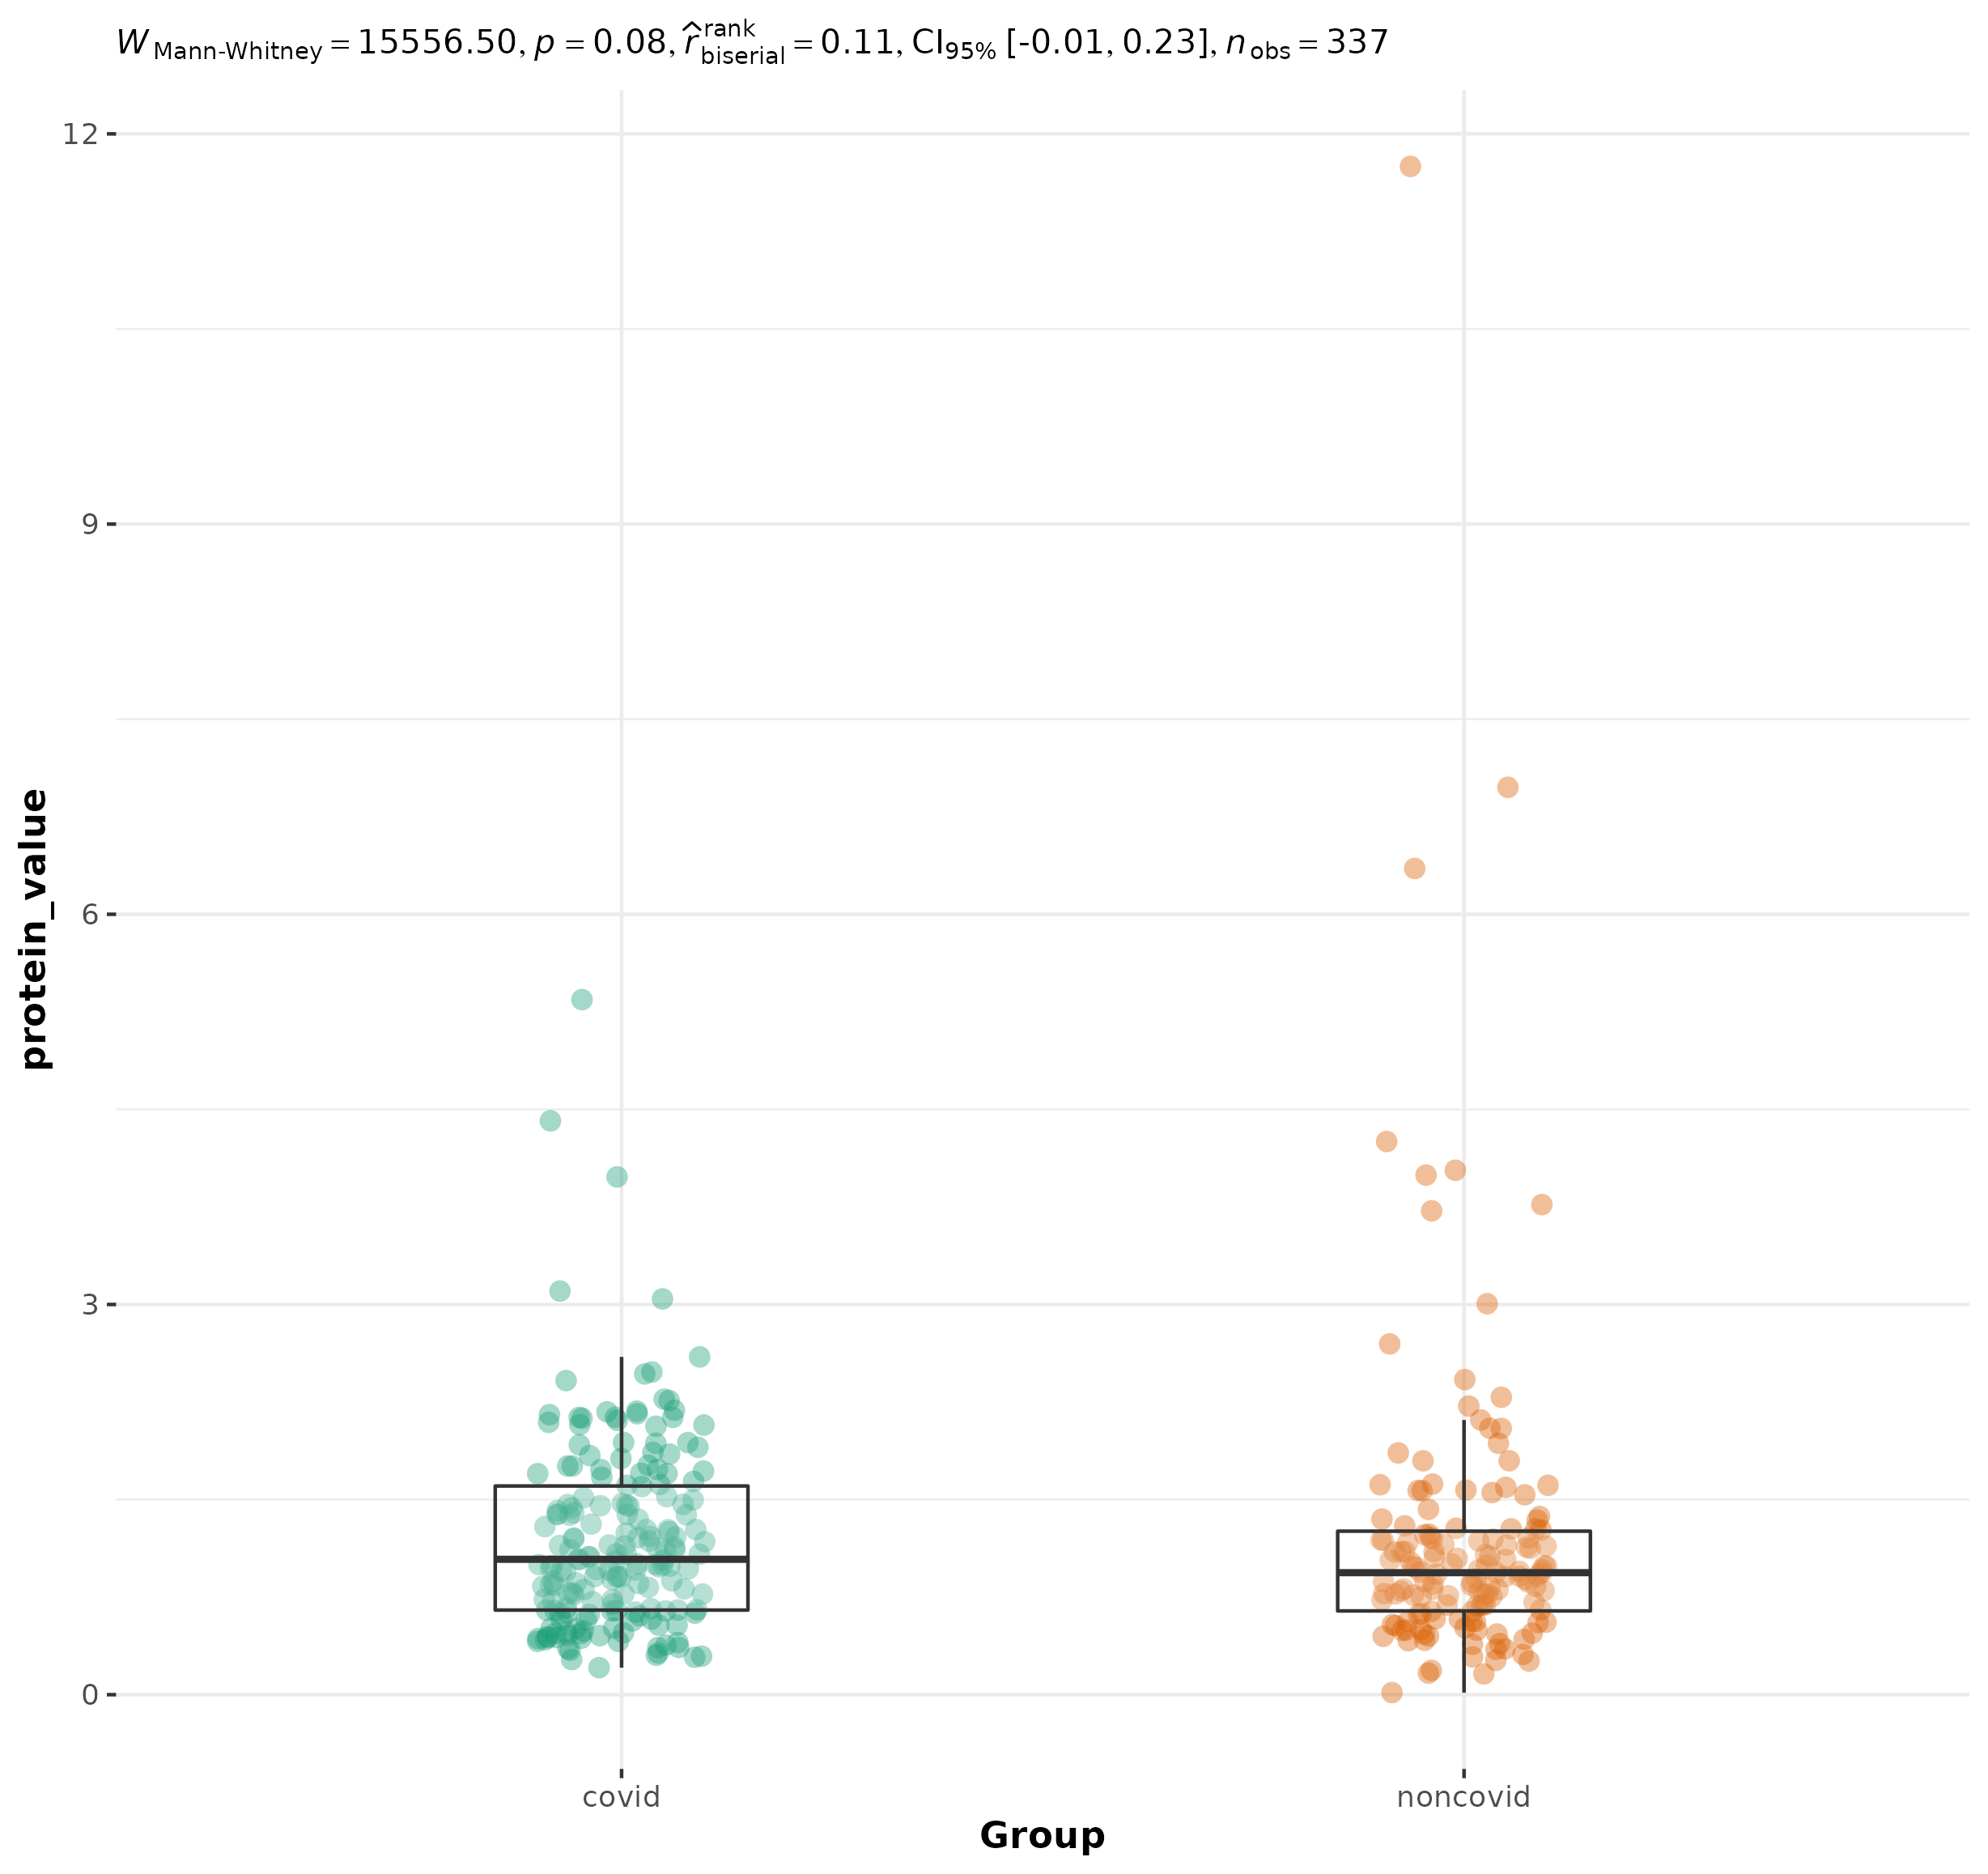 W Mann-Whitney = 15556.50, p = 0.08, r̂ rank biserial = 0.11, CI95% [-0.01, 0.23], n obs = 337
12
9
6
3
0
protein_value
covid noncovid
Group